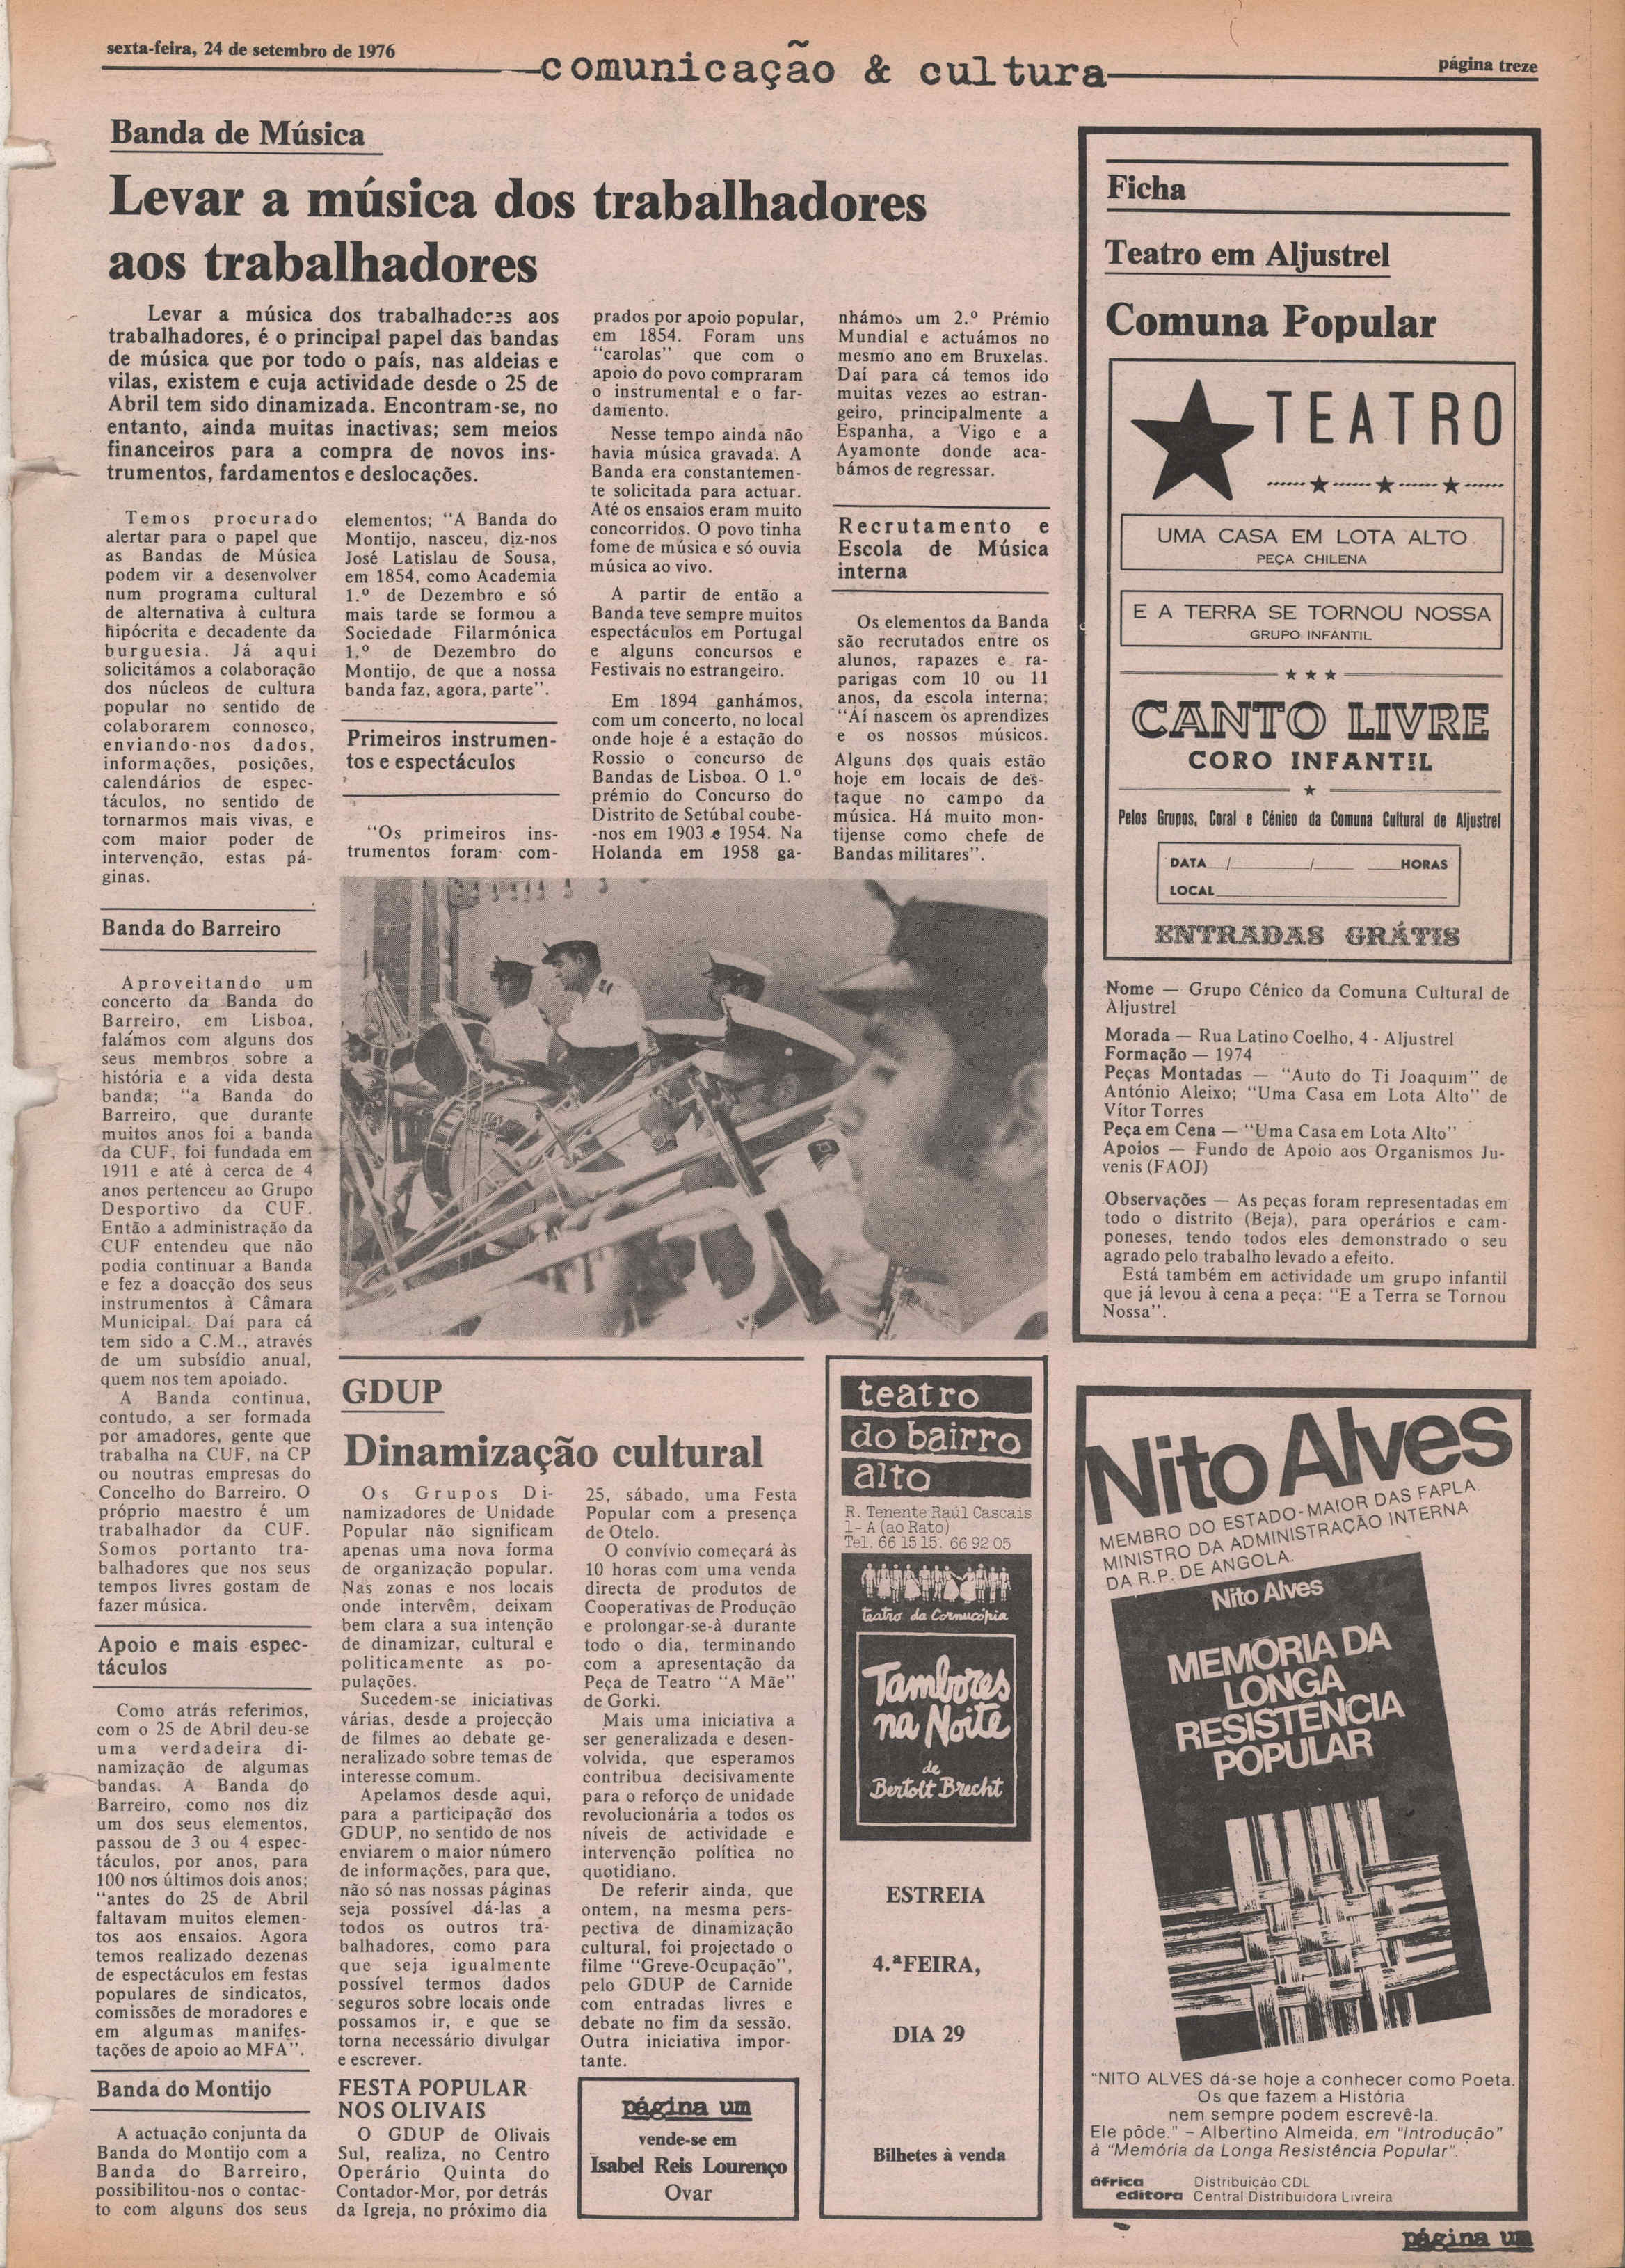 sexta-feira, 24 de setembro de 1976
comunicação & cultura
página treze
Banda de Música
Levar a música dos trabalhadores
aos trabalhadores
Levar a música dos trabalhadores aos
trabalhadores, é o principal papel das bandas
de música que por todo o país, nas aldeias e
vilas, existem e cuja actividade desde o 25 de
Abril tem sido dinamizada. Encontram-se, no
entanto, ainda muitas inactivas; sem meios
financeiros para a compra de novos ins-
trumentos, fardamentos e deslocações.
Temos procurado
alertar para o papel que
as Bandas de Música
podem vir a desenvolver
num programa cultural
de alternativa à cultura
hipócrita e decadente da
burguesia. Já aqui
solicitámos a colaboração
dos núcleos de cultura
popular no sentido de
colaborarem connosco,
enviando-nos dados,
informações, posições,
calendários de espec-
táculos, no sentido de
tornarmos mais vivas, e
com maior poder de
intervenção, estas pá-
ginas.
Banda do Barreiro
Aproveitando um
concerto da Banda do
Barreiro, em Lisboa,
falámos com alguns dos
seus membros sobre a
história e a vida desta
banda; "a Banda do
Barreiro, que durante
muitos anos foi a banda
da CUF, foi fundada em
1911 e até à cerca de 4
anos pertenceu ao Grupo
Desportivo da CUF.
Então a administração da
CUF entendeu que não
podia continuar a Banda
e fez a doacção dos seus
instrumentos à Câmara
Municipal. Daí para cá
tem sido a C.M., através
de um subsídio anual,
quem nos tem apoiado.
A Banda continua,
contudo, a ser formada
por amadores, gente que
trabalha na CUF, na CP
ou noutras empresas do
Concelho do Barreiro. O
próprio maestro é um
trabalhador da CUF.
Somos portanto tra-
balhadores que nos seus
tempos livres gostam de
fazer música.
Apoio e mais espec-
táculos
Como atrás referimos,
com o 25 de Abril deu-se
uma verdadeira di-
namização de algumas
bandas. A Banda do
Barreiro, como nos diz
um dos seus elementos,
passou de 3 ou 4 espec-
táculos, por anos, para
100 nos últimos dois anos;
"antes do 25 de Abril
faltavam muitos elemen-
tos aos ensaios. Agora
temos realizado dezenas
de espectáculos em festas
populares de sindicatos,
comissões de moradores e
em algumas manifes-
tações de apoio ao MFA".
Banda do Montijo
A actuação conjunta da
Banda do Montijo com a
Banda do Barreiro,
possibilitou-nos o contac-
to com alguns dos seus
elementos; "A Banda do
Montijo, nasceu, diz-nos
José Latislau de Sousa,
em 1854, como Academia
1.º de Dezembro e só
mais tarde se formou a
Sociedade Filarmónica
1.º de Dezembro do
Montijo, de que a nossa
banda faz, agora, parte".
Primeiros instrumen-
tos e espectáculos
"Os primeiros ins-
trumentos foram com-
prados por apoio popular,
em 1854. Foram uns
"carolas" que com o
apoio do povo compraram
o instrumental e o far-
damento.
Nesse tempo ainda não
havia música gravada. A
Banda era constantemen-
te solicitada para actuar.
Até os ensaios eram muito
concorridos. O povo tinha
fome de música e só ouvia
música ao vivo.
A partir de então a
Banda teve sempre muitos
espectáculos em Portugal
e alguns concursos e
Festivais no estrangeiro.
Em 1894 ganhámos,
com um concerto, no local
onde hoje é a estação do
Rossio o concurso de
Bandas de Lisboa. O 1.º
prémio do Concurso do
Distrito de Setúbal coube-
-nos em 1903 e 1954. Na
Holanda em 1958 ga-
nhámos um 2.º Prémio
Mundial e actuámos no
mesmo ano em Bruxelas.
Daí para cá temos ido
muitas vezes ao estran-
geiro, principalmente a
Espanha, a Vigo e a
Ayamonte donde aca-
bámos de regressar.
Recrutamento e
Escola de Música
interna
Os elementos da Banda
são recrutados entre os
alunos, rapazes e ra-
parigas com 10 ou 11
anos, da escola interna;
"Aí nascem os aprendizes
e os nossos músicos.
Alguns dos quais estão
hoje em locais de des-
taque no campo da
música. Há muito mon-
tijense como chefe de
Bandas militares".
GDUP
Dinamização cultural
Os Grupos Di-
namizadores de Unidade
Popular não significam
apenas uma nova forma
de organização popular.
Nas zonas e nos locais
onde intervêm, deixam
bem clara a sua intenção
de dinamizar, cultural e
politicamente as po-
pulações.
Sucedem-se iniciativas
várias, desde a projecção
de filmes ao debate ge-
neralizado sobre temas de
interesse comum.
Apelamos desde aqui,
para a participação dos
GDUP, no sentido de nos
enviarem o maior número
de informações, para que,
não só nas nossas páginas
seja possível dá-las a
todos os outros tra-
balhadores, como para
que seja igualmente
possível termos dados
seguros sobre locais onde
possamos ir, e que se
torna necessário divulgar
e escrever.
FESTA POPULAR
NOS OLIVAIS
O GDUP de Olivais
Sul, realiza, no Centro
Operário Quinta do
Contador-Mor, por detrás
da Igreja, no próximo dia
25, sábado, uma Festa
Popular com a presença
de Otelo.
O convívio começará às
10 horas com uma venda
directa de produtos de
Cooperativas de Produção
e prolongar-se-à durante
todo o dia, terminando
com a apresentação da
Peça de Teatro "A Mãe"
de Gorki.
Mais uma iniciativa a
ser generalizada e desen-
volvida, que esperamos
contribua decisivamente
para o reforço de unidade
revolucionária a todos os
níveis de actividade e
intervenção política no
quotidiano.
De referir ainda, que
ontem, na mesma pers-
pectiva de dinamização
cultural, foi projectado o
filme "Greve-Ocupação",
pelo GDUP de Carnide
com entradas livres e
debate no fim da sessão.
Outra iniciativa impor-
tante.
página um
vende-se em
Isabel Reis Lourenço
Ovar
teatro
do bairro
alto
R. Tenente Raúl Cascais
1-A (ao Rato)
Tel. 66 15 15. 66 92 05
teatro da Cornucópia
Tambores
na Noite
de
Bertolt Brecht
ESTREIA
4.ªFEIRA,
DIA 29
Bilhetes à venda
Ficha
Teatro em Aljustrel
Comuna Popular
TEATRO
UMA CASA EM LOTA ALTO
PEÇA CHILENA
E A TERRA SE TORNOU NOSSA
GRUPO INFANTIL
CANTO LIVRE
CORO INFANTIL
Pelos Grupos, Coral e Cénico da Comuna Cultural de Aljustrel
DATA / / HORAS
LOCAL
ENTRADAS GRÁTIS
Nome — Grupo Cénico da Comuna Cultural de
Aljustrel
Morada — Rua Latino Coelho, 4 - Aljustrel
Formação — 1974
Peças Montadas — "Auto do Ti Joaquim" de
António Aleixo; "Uma Casa em Lota Alto" de
Vítor Torres
Peça em Cena — "Uma Casa em Lota Alto"
Apoios — Fundo de Apoio aos Organismos Ju-
venis (FAOJ)
Observações — As peças foram representadas em
todo o distrito (Beja), para operários e cam-
poneses, tendo todos eles demonstrado o seu
agrado pelo trabalho levado a efeito.
Está também em actividade um grupo infantil
que já levou à cena a peça: "E a Terra se Tornou
Nossa".
Nito Alves
MEMBRO DO ESTADO-MAIOR DAS FAPLA.
MINISTRO DA ADMINISTRAÇÃO INTERNA
DA R.P. DE ANGOLA.
Nito Alves
MEMÓRIA DA
LONGA
RESISTÊNCIA
POPULAR
"NITO ALVES dá-se hoje a conhecer como Poeta.
Os que fazem a História
nem sempre podem escrevê-la.
Ele pôde." – Albertino Almeida, em "Introdução"
à "Memória da Longa Resistência Popular".
áfrica
editora
Distribuição CDL
Central Distribuidora Livreira
página um